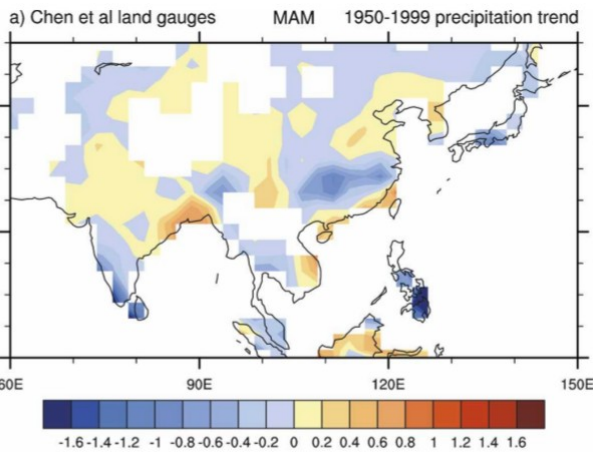 a) Chen et al land gauges MAM 1950-1999 precipitation trend
60E 90E 120E 150E
-1.6 -1.4 -1.2 -1 -0.8 -0.6 -0.4 -0.2 0 0.2 0.4 0.6 0.8 1 1.2 1.4 1.6